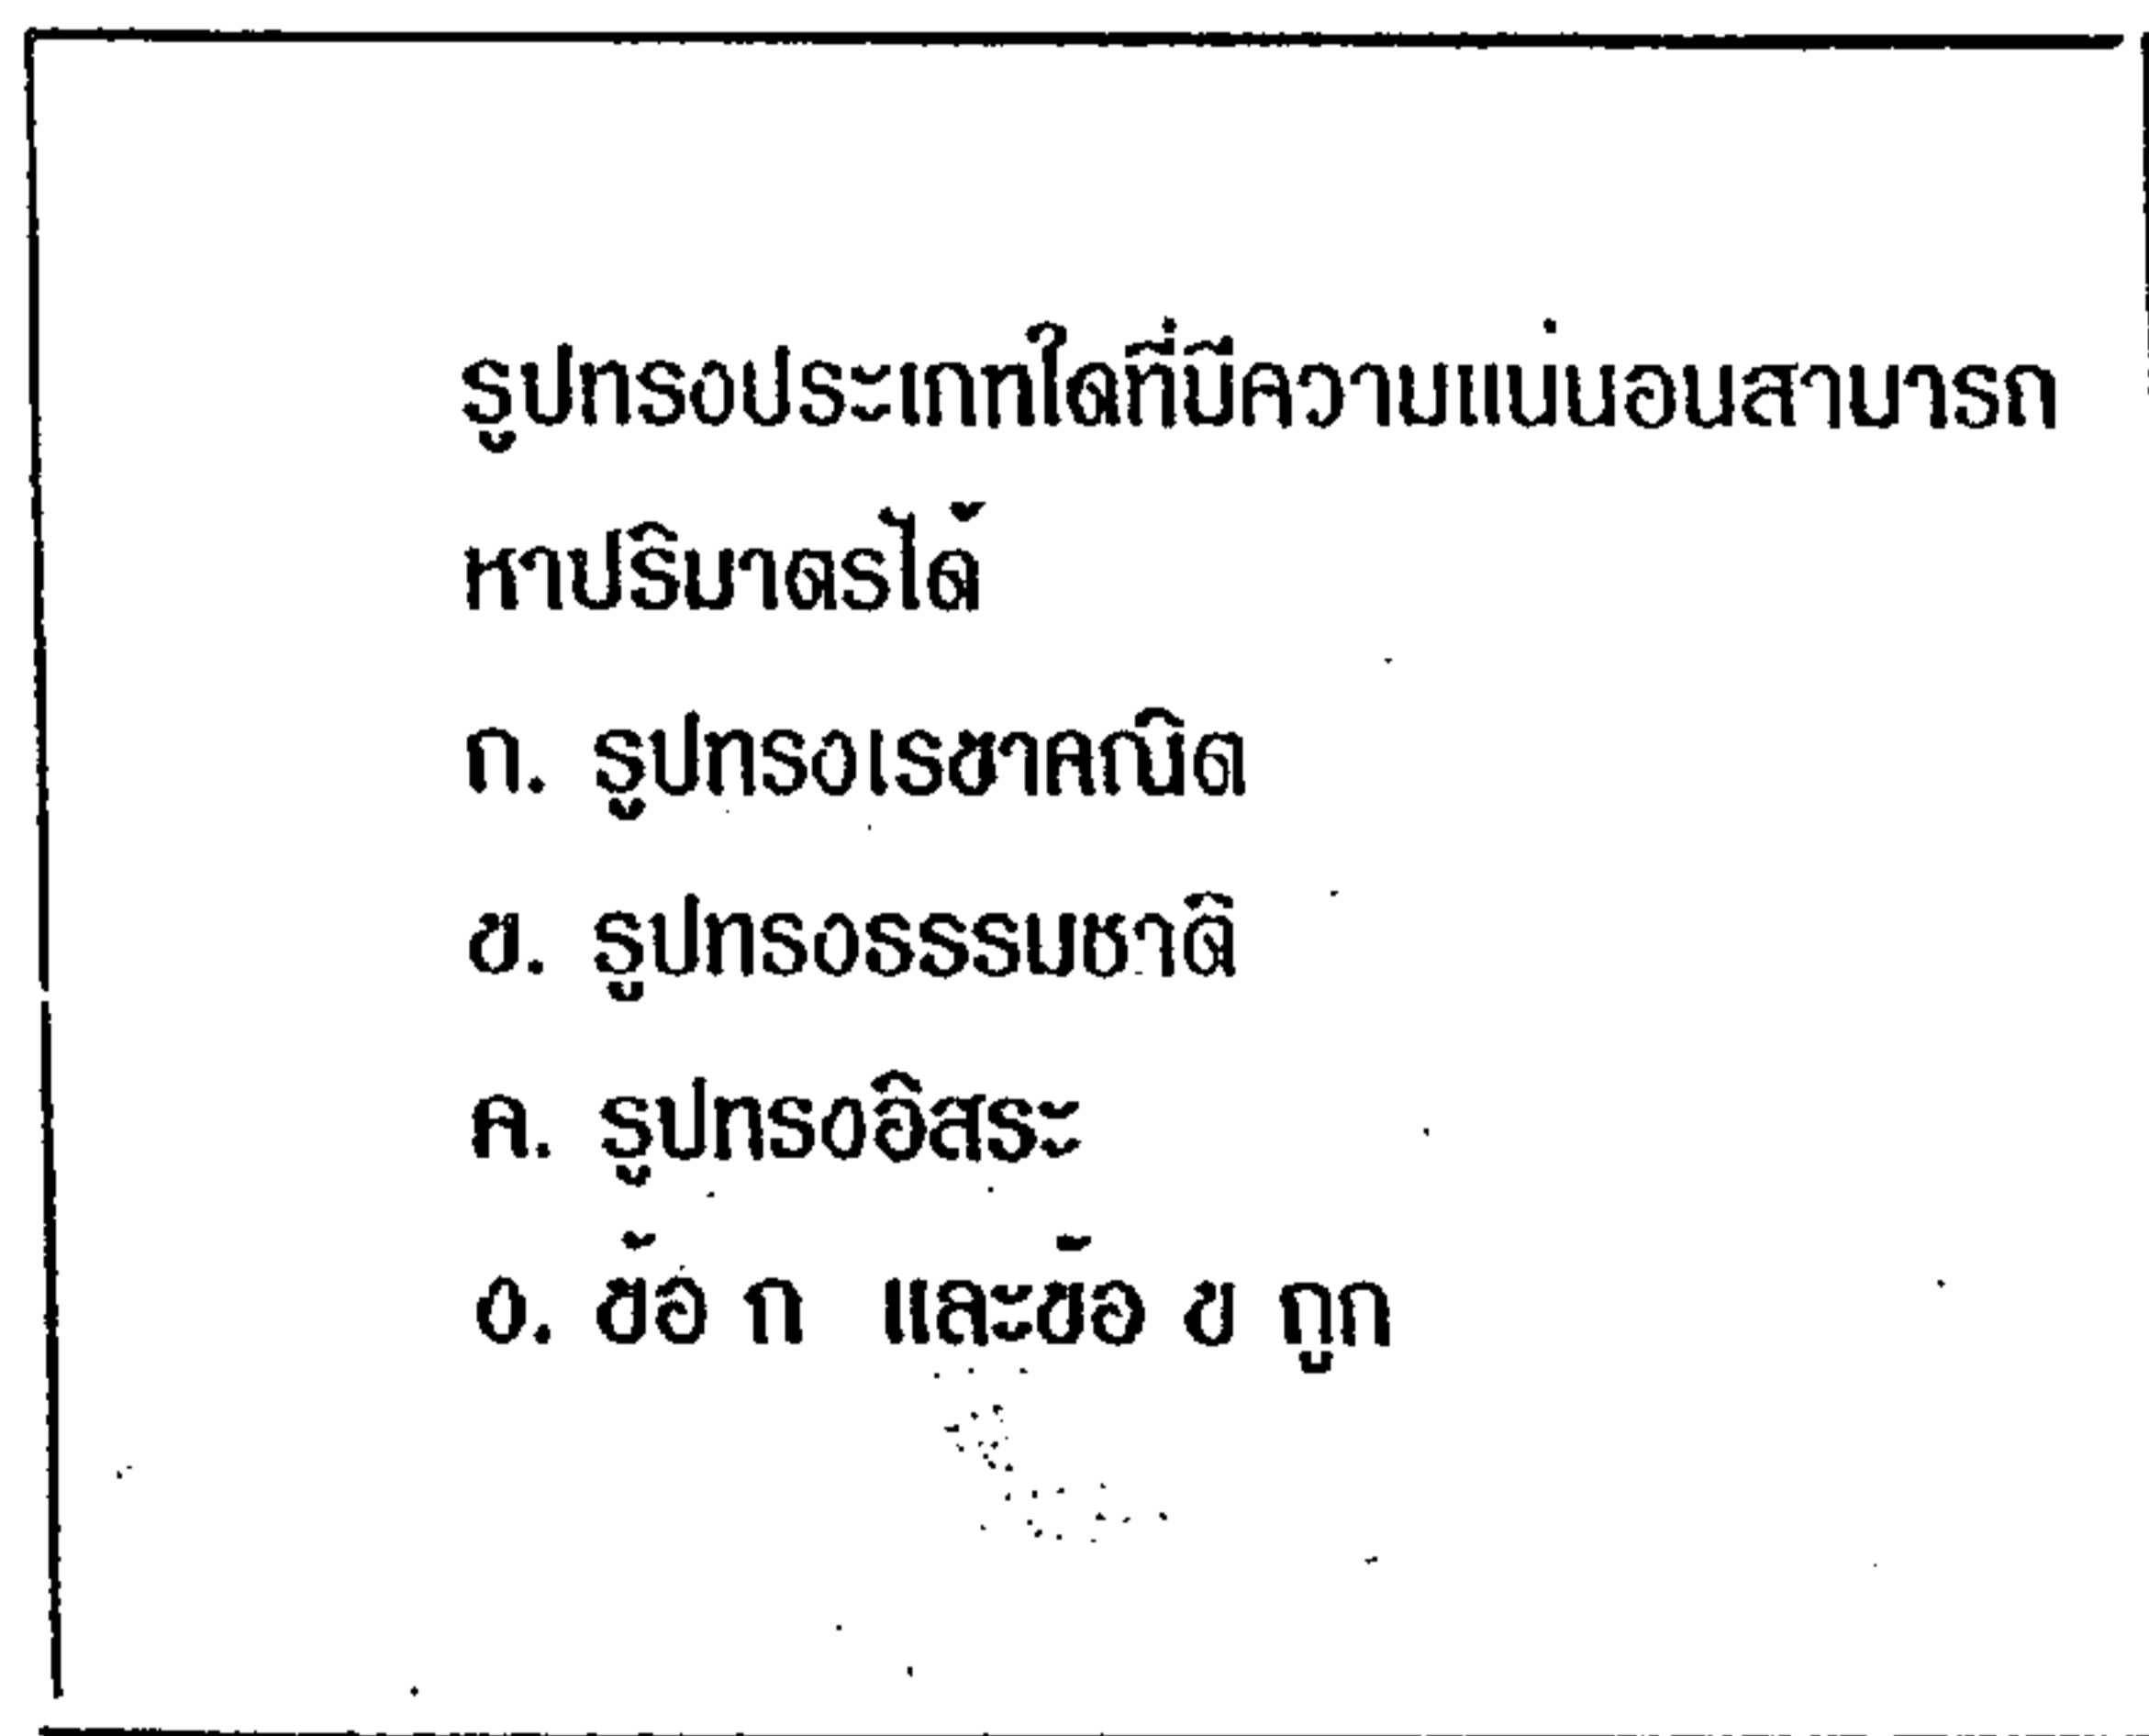 รูปทรงประเภทใดที่มีความแน่นอนสามารถ
หาปริมาตรได้
ก. รูปทรงเรขาคณิต
ข. รูปทรงธรรมชาติ
ค. รูปทรงอิสระ
ง. ข้อ ก และข้อ ข ถูก